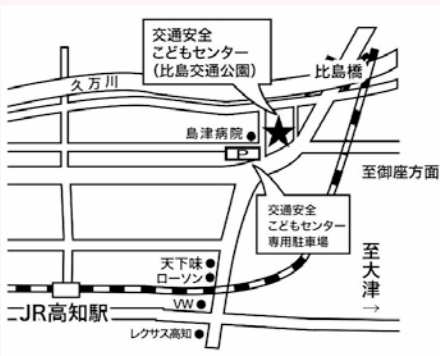 交通安全
こどもセンター
（比島交通公園）
比島橋
久万川
島津病院
P
至御座方面
交通安全
こどもセンター
専用駐車場
天下味
ローソン
至大津
→
VW
JR高知駅
レクサス高知